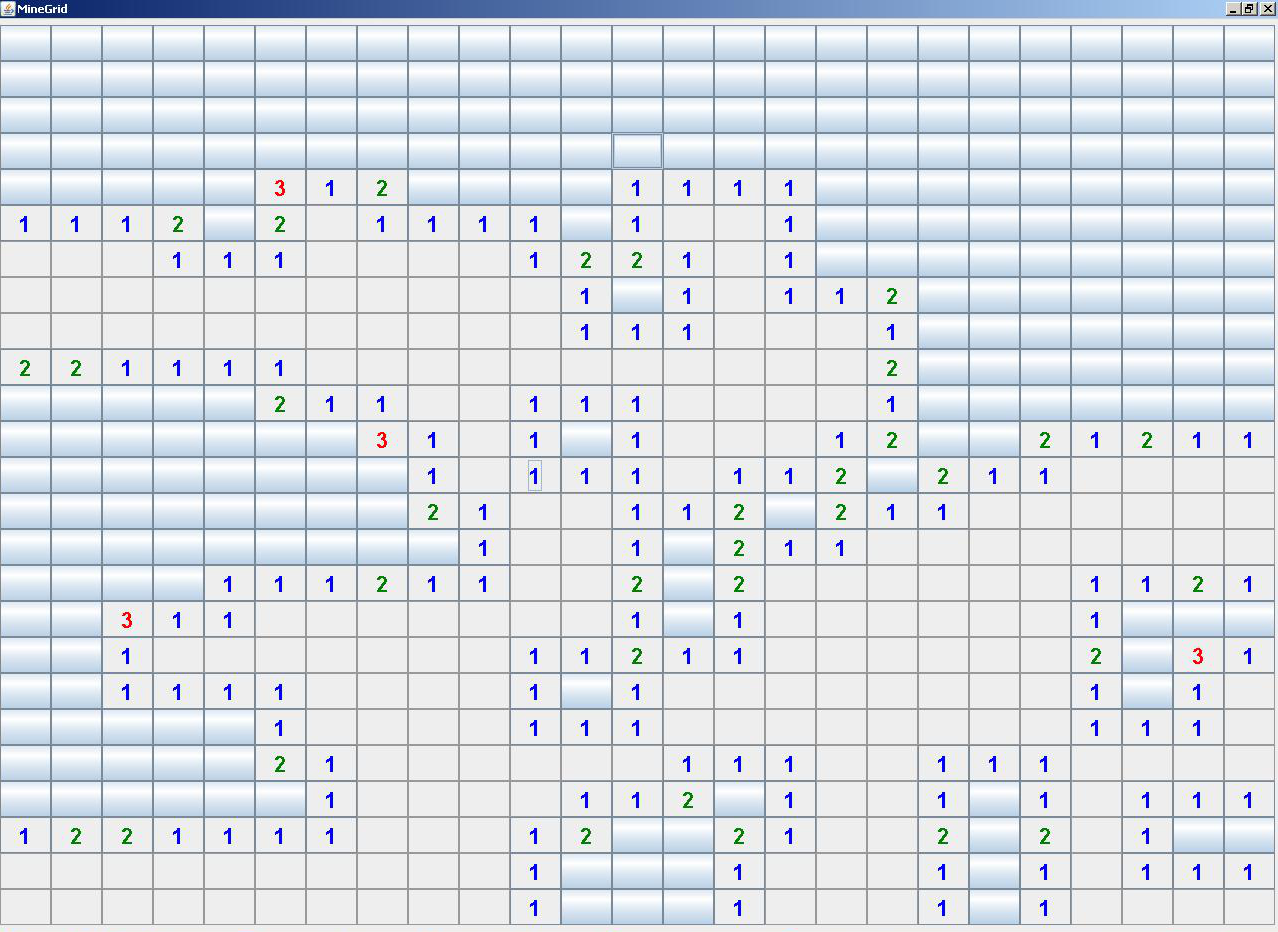 MineGrid
3 1 2 1 1 1 1
1 1 1 2 2 1 1 1 1 1 1
1 1 1 1 2 2 1 1
1 1 1 1 2
1 1 1 1
2 2 1 1 1 1 2
2 1 1 1 1 1 1
3 1 1 1 1 2 2 1 2 1 1
1 1 1 1 1 1 2 2 1 1
2 1 1 1 2 2 1 1
1 1 2 1 1
1 1 1 2 1 1 2 2 1 1 2 1
3 1 1 1 1 1
1 1 1 2 1 1 2 3 1
1 1 1 1 1 1 1 1
1 1 1 1 1 1 1
2 1 1 1 1 1 1 1
1 1 1 2 1 1 1 1 1 1
1 2 2 1 1 1 1 1 2 2 1 2 2 1
1 1 1 1 1 1 1
1 1 1 1